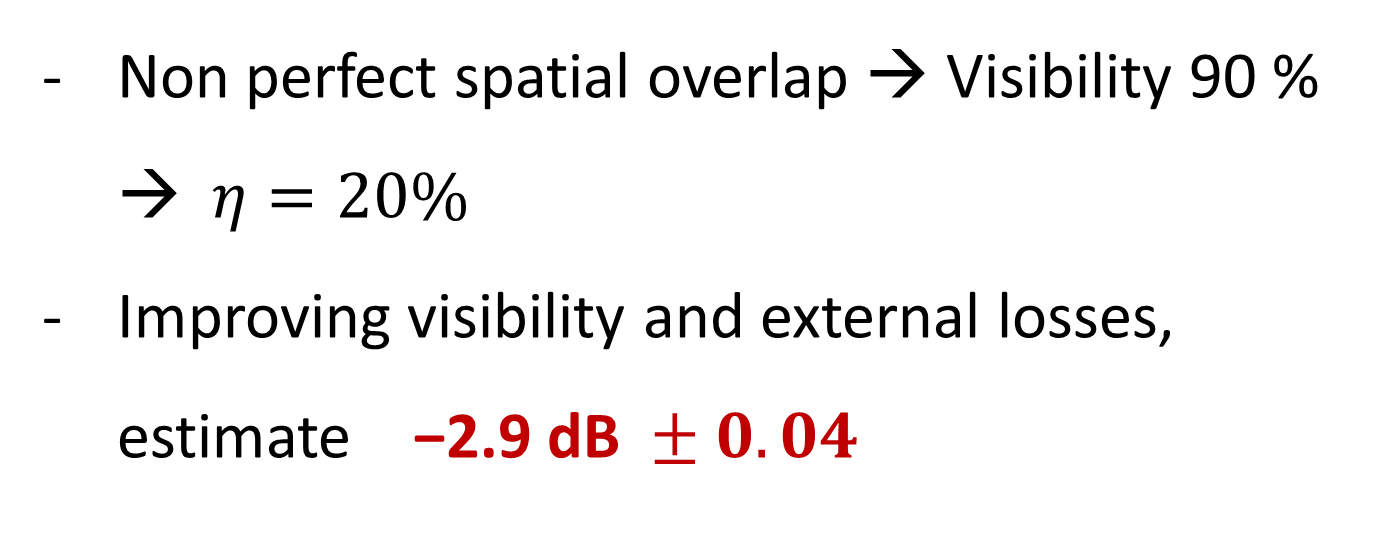 - Non perfect spatial overlap → Visibility 90 %
→ η = 20%
- Improving visibility and external losses,
estimate –2.9 dB ± 0.04